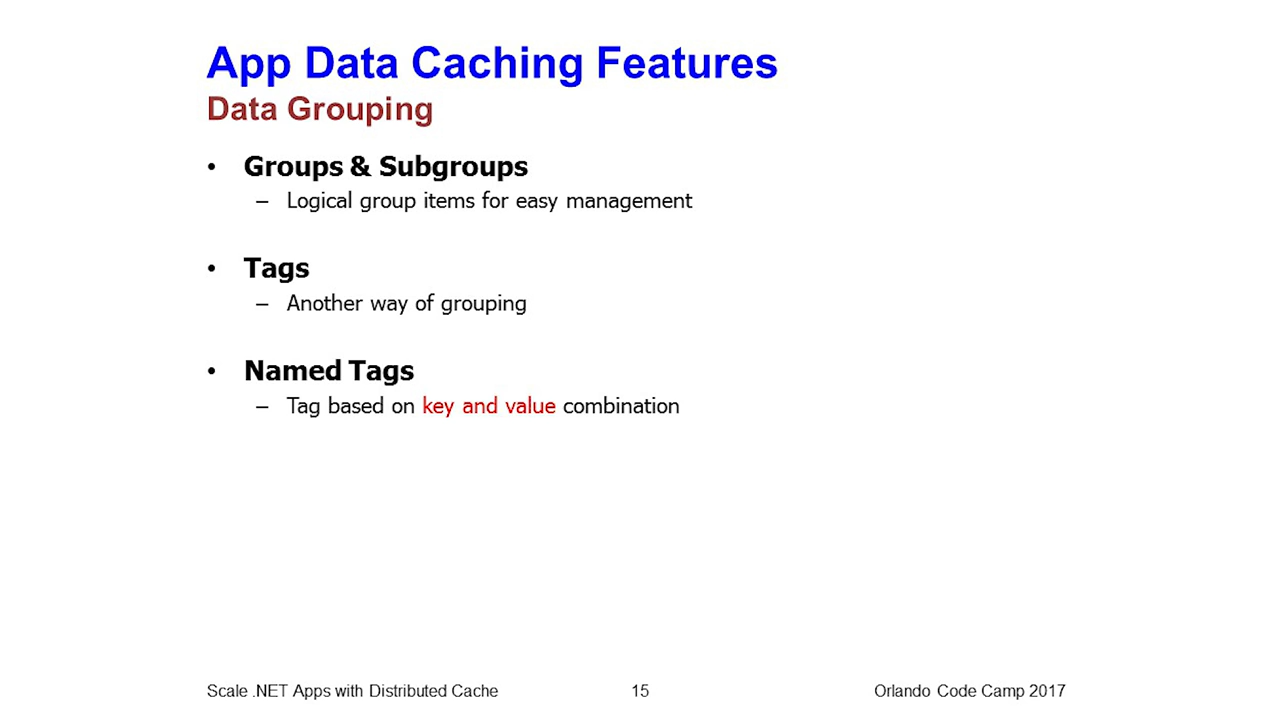 App Data Caching Features
Data Grouping
• Groups & Subgroups
– Logical group items for easy management
• Tags
– Another way of grouping
• Named Tags
– Tag based on key and value combination
Scale .NET Apps with Distributed Cache 15 Orlando Code Camp 2017